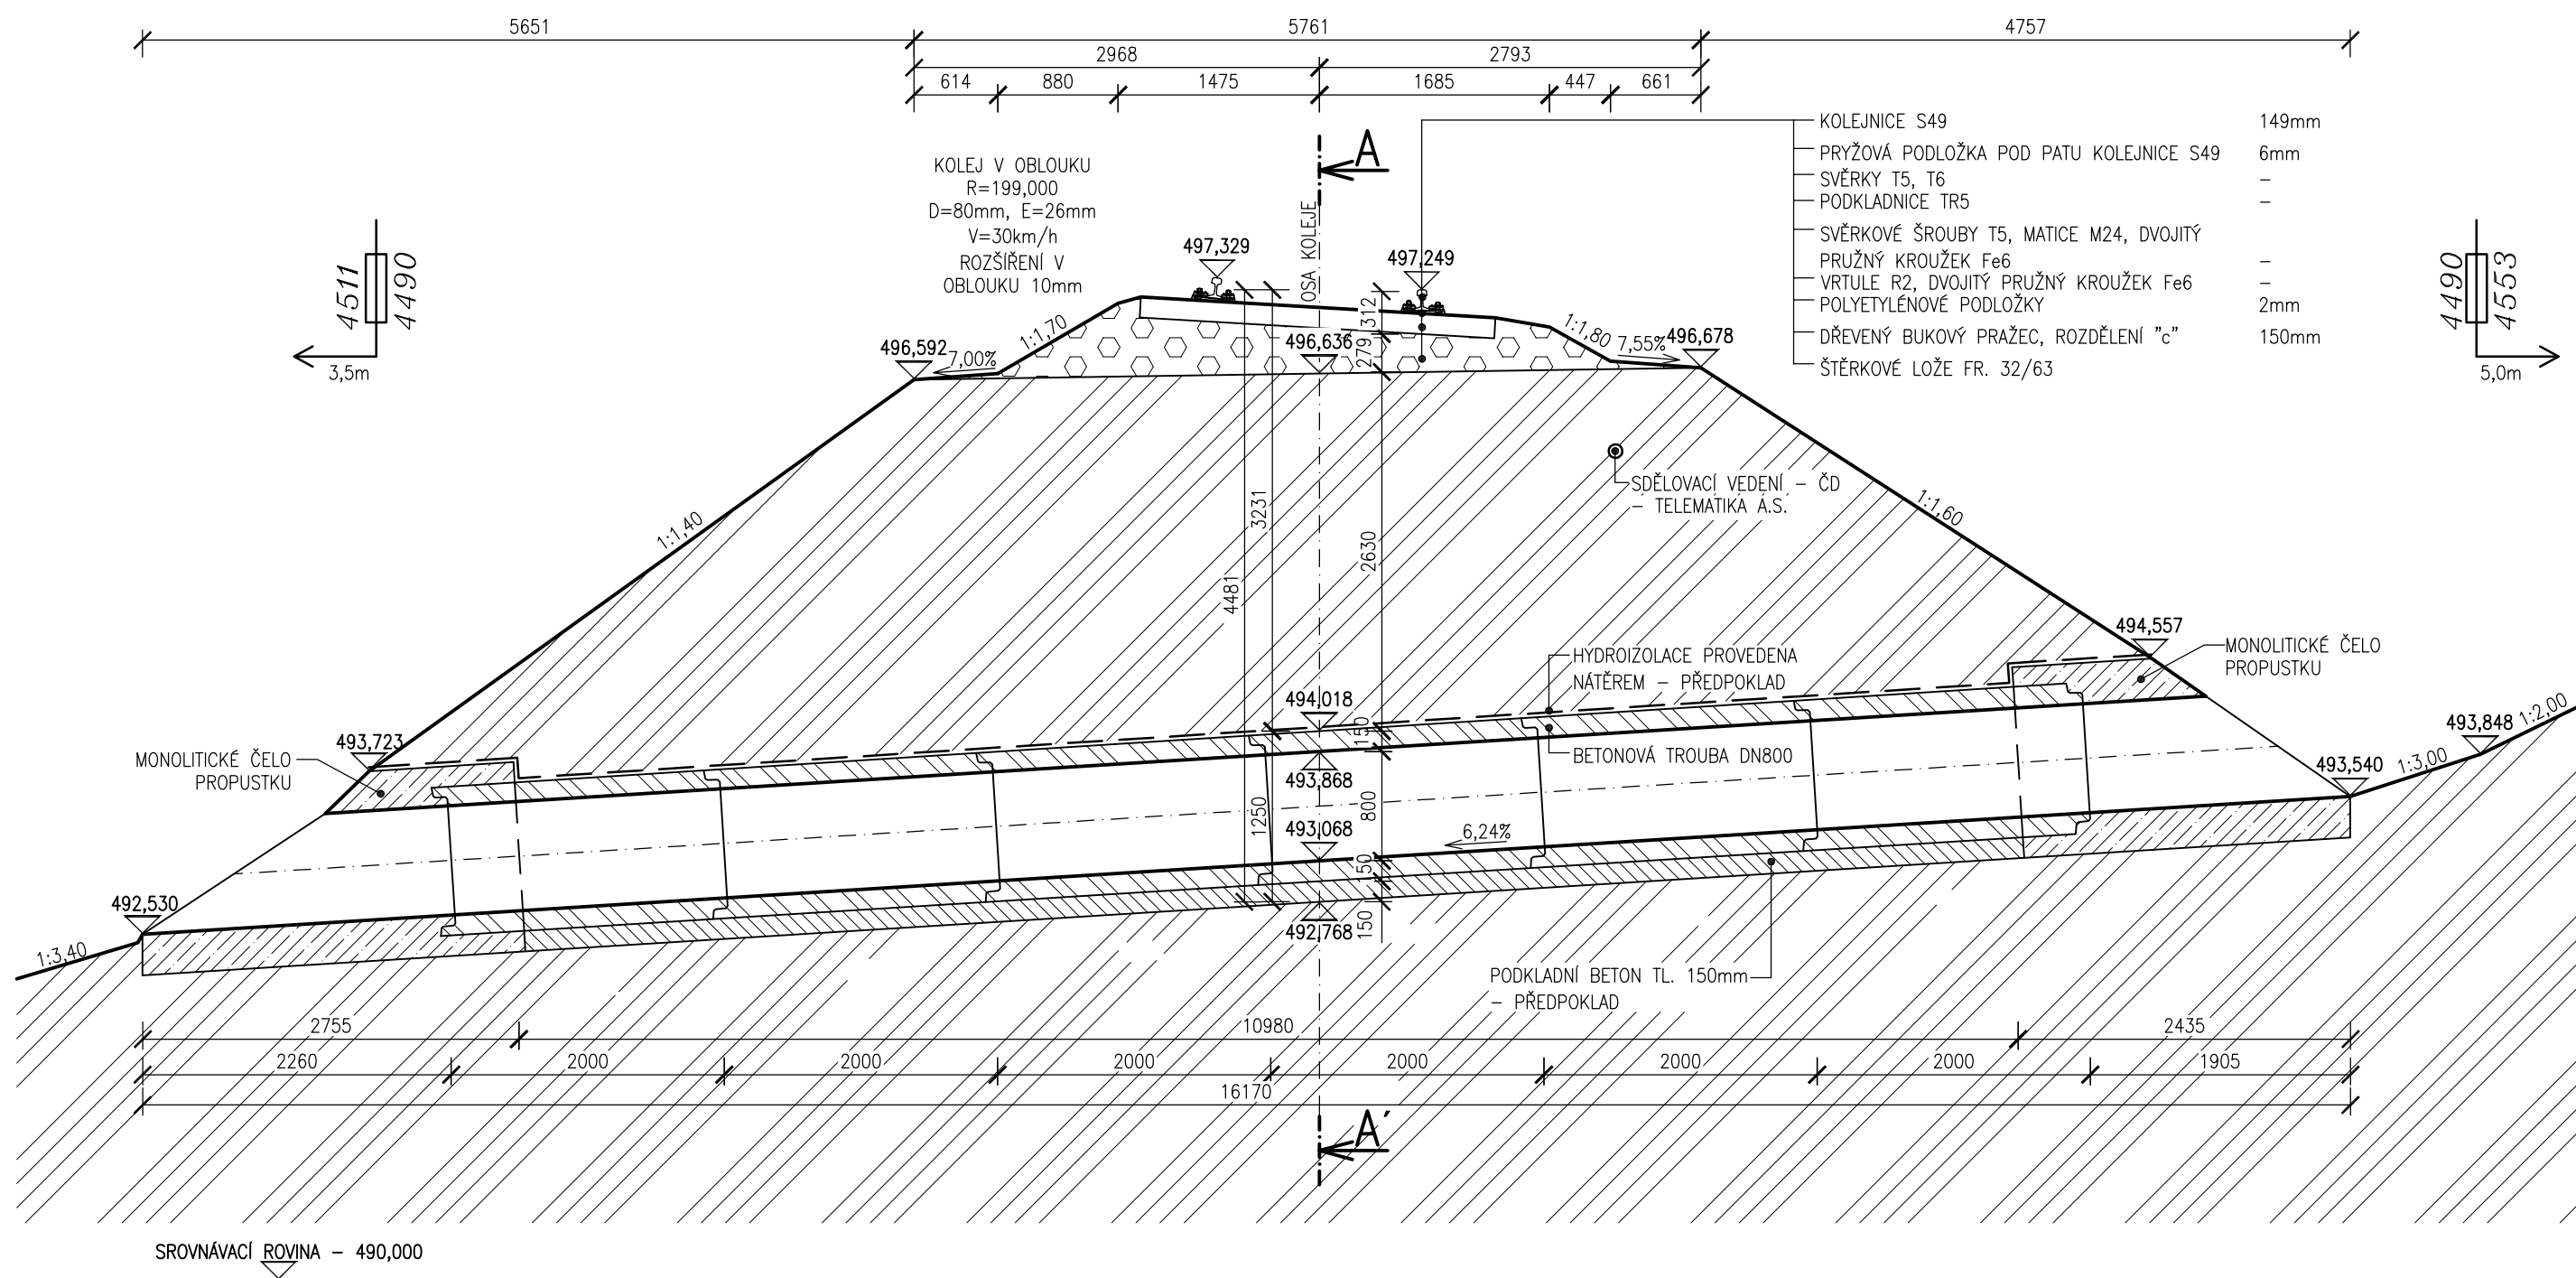 5651
5761
4757
2968
2793
614
880
1475
1685
447
661
A
KOLEJ V OBLOUKU
R=199,000
D=80mm, E=26mm
V=30km/h
ROZŠÍŘENÍ V
OBLOUKU 10mm
OSA KOLEJE
KOLEJNICE S49 149mm
PRYŽOVÁ PODLOŽKA POD PATU KOLEJNICE S49 6mm
SVĚRKY T5, T6 –
PODKLADNICE TR5 –
SVĚRKOVÉ ŠROUBY T5, MATICE M24, DVOJITÝ
PRUŽNÝ KROUŽEK Fe6 –
VRTULE R2, DVOJITÝ PRUŽNÝ KROUŽEK Fe6 –
POLYETYLÉNOVÉ PODLOŽKY 2mm
DŘEVENÝ BUKOVÝ PRAŽEC, ROZDĚLENÍ "c" 150mm
ŠTĚRKOVÉ LOŽE FR. 32/63
4511
4490
3,5m
4490
4553
5,0m
497,329
497,249
496,592
7,00%
1:1,70
496,636
312
279
1:1,80
7,55%
496,678
SDĚLOVACÍ VEDENÍ – ČD
– TELEMATIKA A.S.
1:1,40
1:1,60
3231
4481
2630
494,557
MONOLITICKÉ ČELO
PROPUSTKU
HYDROIZOLACE PROVEDENA
NÁTĚREM – PŘEDPOKLAD
494,018
150
BETONOVÁ TROUBA DN800
493,723
MONOLITICKÉ ČELO
PROPUSTKU
493,868
1250
800
493,068
6,24%
150
493,848
1:2,00
1:3,00
493,540
492,530
1:3,40
492,768
150
PODKLADNÍ BETON TL. 150mm
– PŘEDPOKLAD
2755
10980
2435
2260
2000
2000
2000
2000
2000
2000
1905
16170
A´
SROVNÁVACÍ ROVINA – 490,000